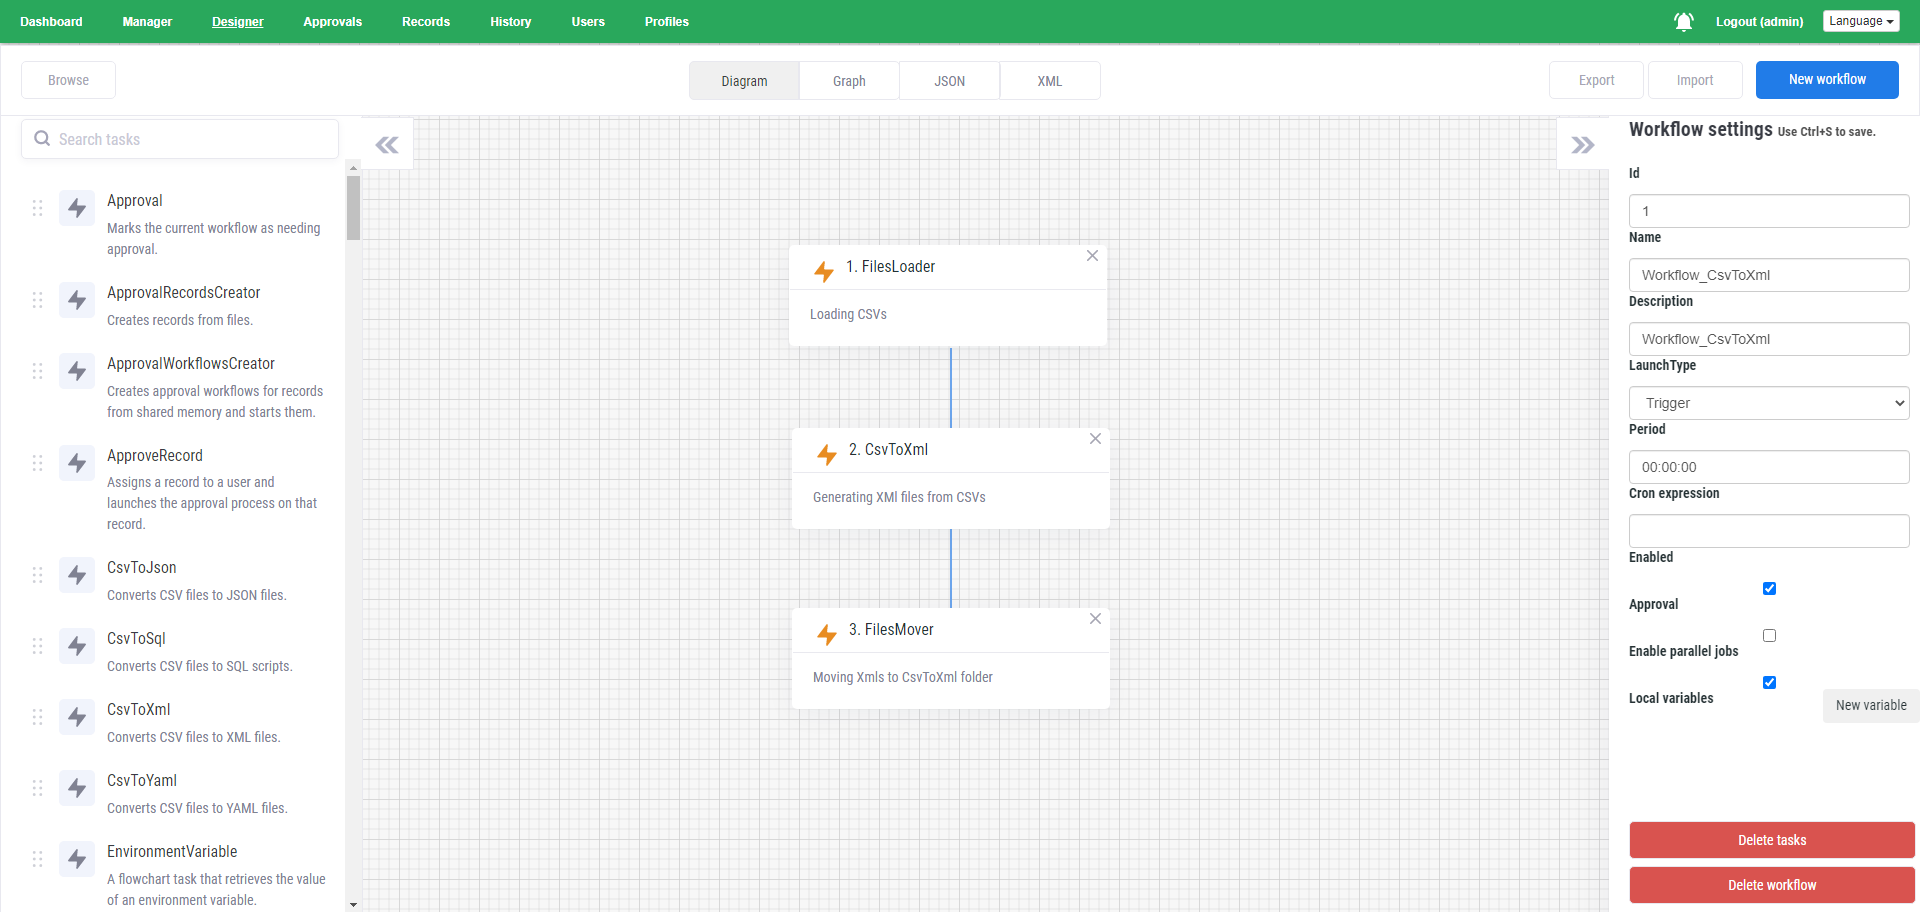 Dashboard Manager Designer Approvals Records History Users Profiles Logout (admin) Language
Browse Diagram Graph JSON XML Export Import New workflow
Search tasks
Approval
Marks the current workflow as needing
approval.
ApprovalRecordsCreator
Creates records from files.
ApprovalWorkflowsCreator
Creates approval workflows for records
from shared memory and starts them.
ApproveRecord
Assigns a record to a user and
launches the approval process on that
record.
CsvToJson
Converts CSV files to JSON files.
CsvToSql
Converts CSV files to SQL scripts.
CsvToXml
Converts CSV files to XML files.
CsvToYaml
Converts CSV files to YAML files.
EnvironmentVariable
A flowchart task that retrieves the value
of an environment variable.
1. FilesLoader
Loading CSVs
2. CsvToXml
Generating XMl files from CSVs
3. FilesMover
Moving Xmls to CsvToXml folder
Workflow settings Use Ctrl+S to save.
Id
1
Name
Workflow_CsvToXml
Description
Workflow_CsvToXml
LaunchType
Trigger
Period
00:00:00
Cron expression
Enabled
Approval
Enable parallel jobs
Local variables
New variable
Delete tasks
Delete workflow